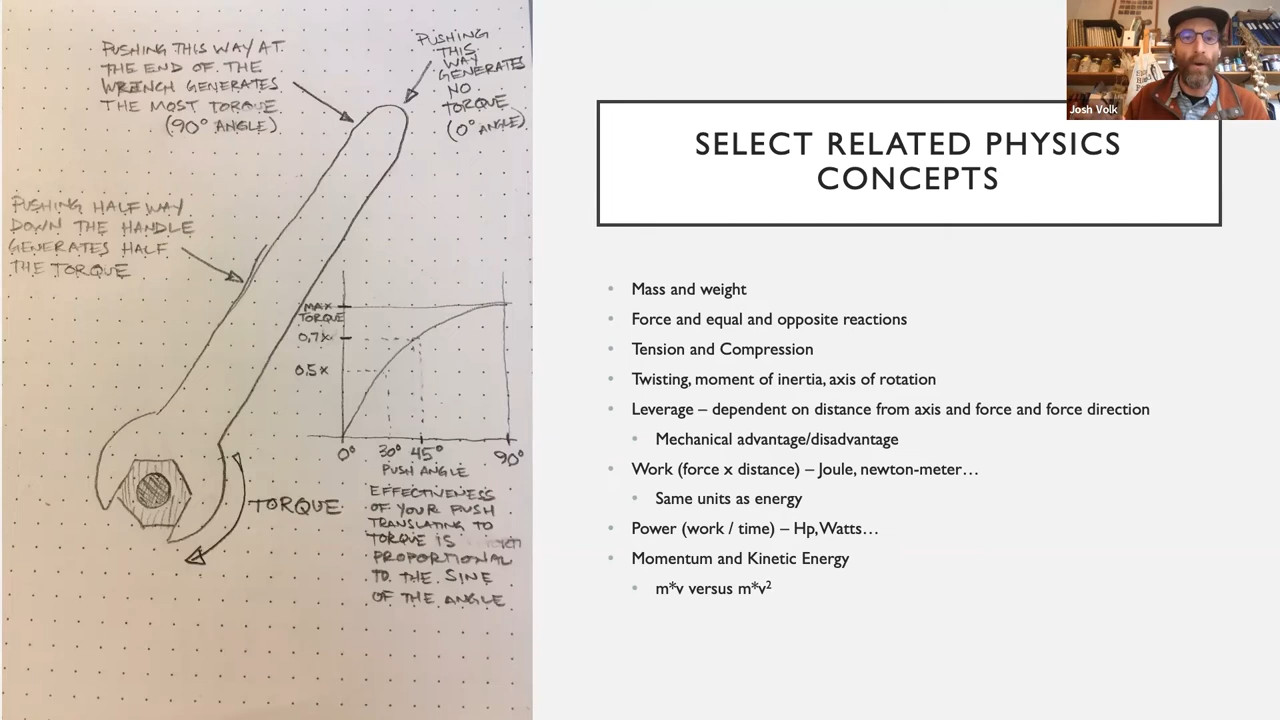 PUSHING THIS WAY AT
THE END OF THE
WRENCH GENERATES
THE MOST TORQUE
(90° ANGLE)
PUSHING
THIS
WAY
GENERATES
NO
TORQUE
(0° ANGLE)
PUSHING HALF WAY
DOWN THE HANDLE
GENERATES HALF
THE TORQUE
MAX
TORQUE
0.7X
0.5X
0° 30° 45° 90°
PUSH ANGLE
TORQUE
EFFECTIVENESS
OF YOUR PUSH
TRANSLATING TO
TORQUE IS
PROPORTIONAL
TO THE SINE
OF THE ANGLE
Josh Volk
SELECT RELATED PHYSICS
CONCEPTS
• Mass and weight
• Force and equal and opposite reactions
• Tension and Compression
• Twisting, moment of inertia, axis of rotation
• Leverage – dependent on distance from axis and force and force direction
• Mechanical advantage/disadvantage
• Work (force x distance) – Joule, newton-meter…
• Same units as energy
• Power (work / time) – Hp, Watts…
• Momentum and Kinetic Energy
• m*v versus m*v²